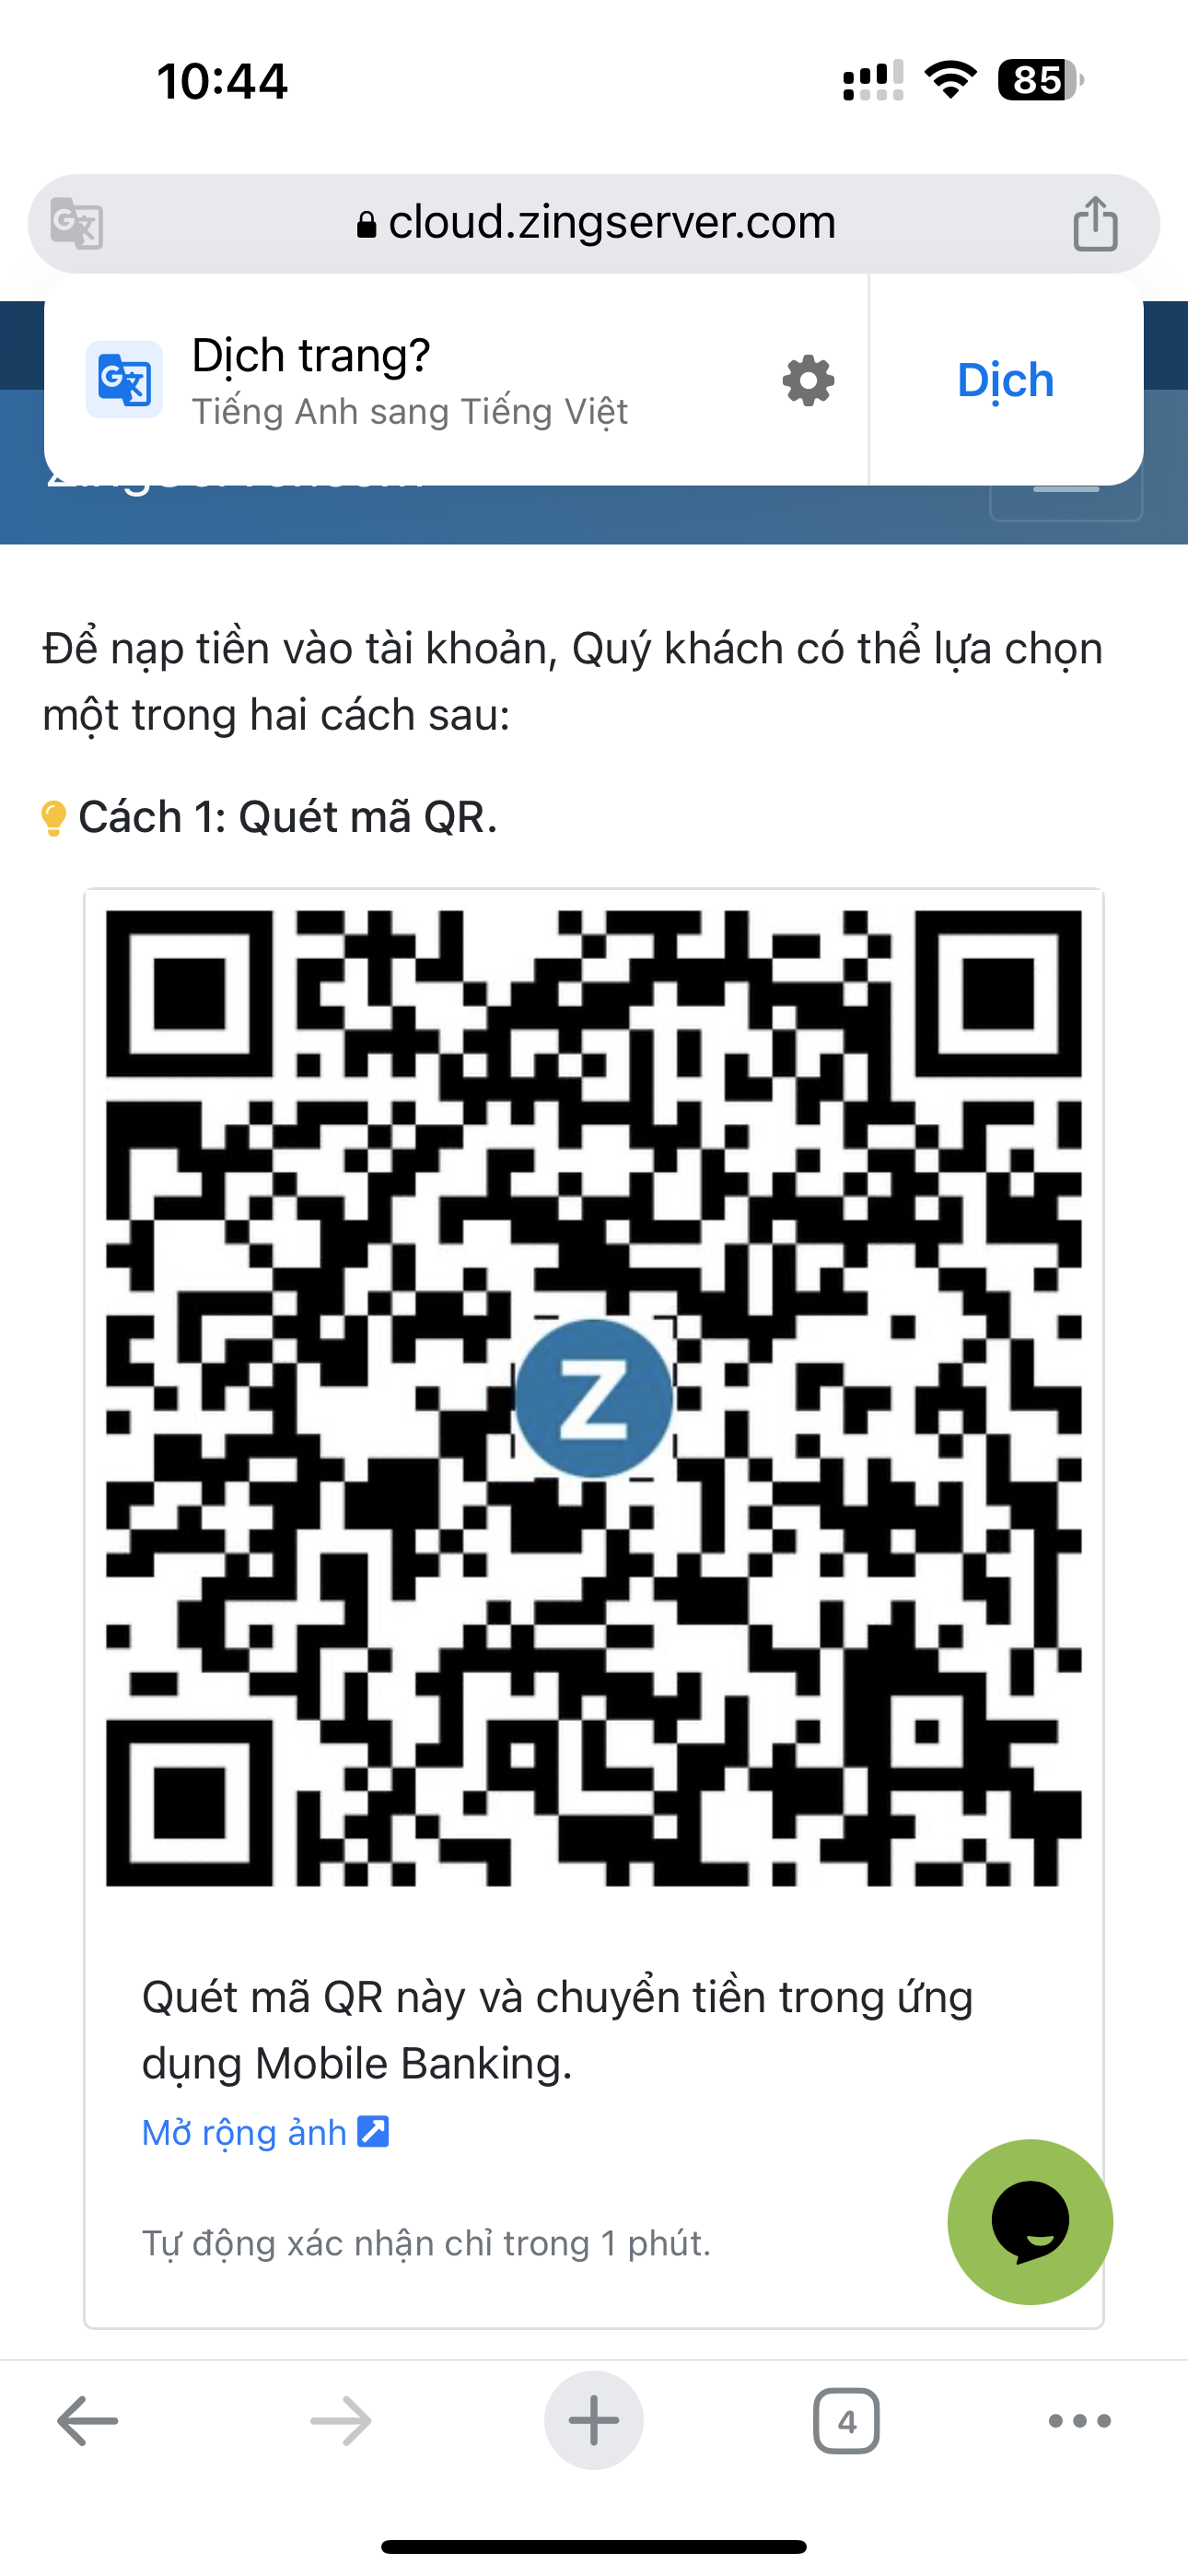 10:44
85
cloud.zingserver.com
Dịch trang?
Tiếng Anh sang Tiếng Việt
Dịch
Để nạp tiền vào tài khoản, Quý khách có thể lựa chọn
một trong hai cách sau:
Cách 1: Quét mã QR.
Z
Quét mã QR này và chuyển tiền trong ứng
dụng Mobile Banking.
Mở rộng ảnh
Tự động xác nhận chỉ trong 1 phút.
4